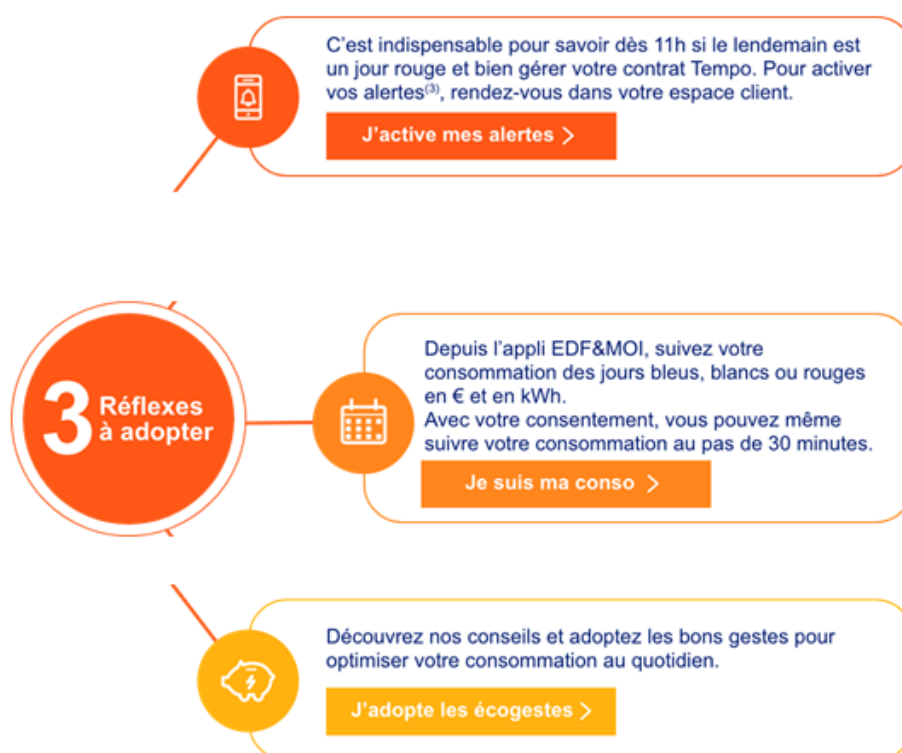 C'est indispensable pour savoir dès 11h si le lendemain est
un jour rouge et bien gérer votre contrat Tempo. Pour activer
vos alertes(3), rendez-vous dans votre espace client.
J'active mes alertes >
3 Réflexes
à adopter
Depuis l'appli EDF&MOI, suivez votre
consommation des jours bleus, blancs ou rouges
en € et en kWh.
Avec votre consentement, vous pouvez même
suivre votre consommation au pas de 30 minutes.
Je suis ma conso >
Découvrez nos conseils et adoptez les bons gestes pour
optimiser votre consommation au quotidien.
J'adopte les écogestes >